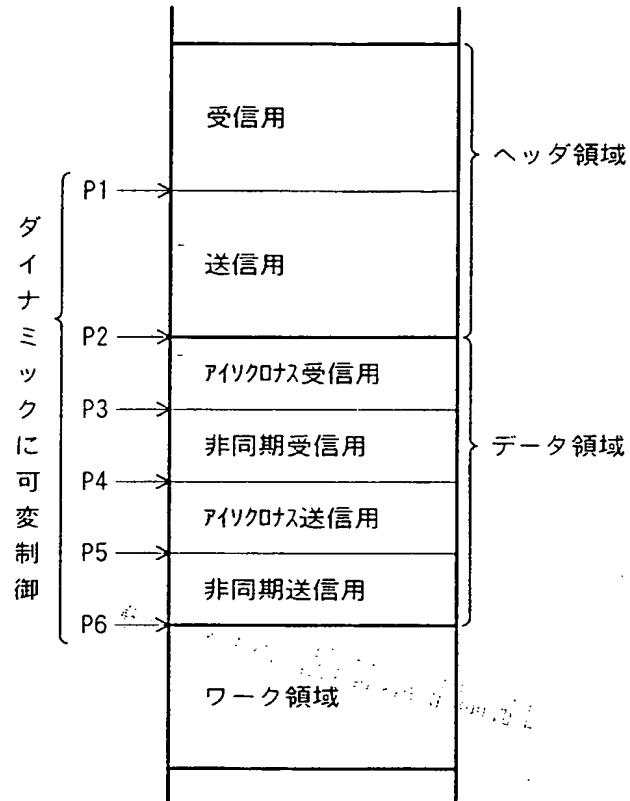 受信用
ヘッダ領域
P1
送信用
P2
アイソクロナス受信用
P3
非同期受信用
データ領域
P4
アイソクロナス送信用
P5
非同期送信用
P6
ワーク領域
ダイナミックに可変制御